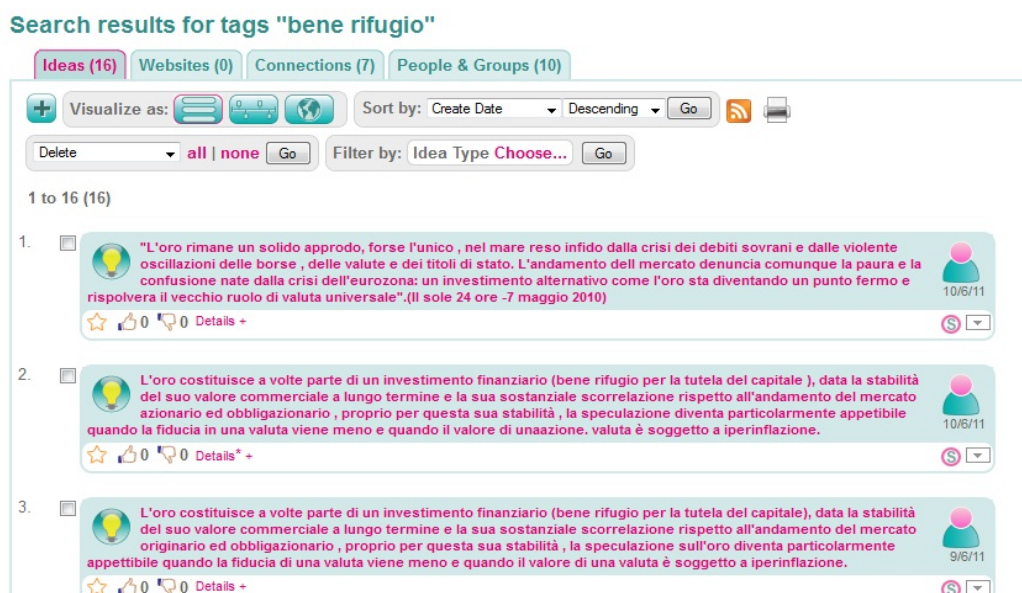 Search results for tags "bene rifugio"
Ideas (16) Websites (0) Connections (7) People & Groups (10)
Visualize as: Sort by: Create Date Descending Go
Delete all | none Go Filter by: Idea Type Choose... Go
1 to 16 (16)
1.
"L'oro rimane un solido approdo, forse l'unico , nel mare reso infido dalla crisi dei debiti sovrani e dalle violente
oscillazioni delle borse , delle valute e dei titoli di stato. L'andamento dell mercato denuncia comunque la paura e la
confusione nate dalla crisi dell'eurozona: un investimento alternativo come l'oro sta diventando un punto fermo e
rispolvera il vecchio ruolo di valuta universale".(Il sole 24 ore -7 maggio 2010)
10/6/11
0 0 Details +
S
2.
L'oro costituisce a volte parte di un investimento finanziario (bene rifugio per la tutela del capitale ), data la stabilità
del suo valore commerciale a lungo termine e la sua sostanziale scorrelazione rispetto all'andamento del mercato
azionario ed obbligazionario , proprio per questa sua stabilità , la speculazione diventa particolarmente appetibile
quando la fiducia in una valuta viene meno e quando il valore di unaazione. valuta è soggetto a iperinflazione.
10/6/11
0 0 Details* +
S
3.
L'oro costituisce a volte parte di un investimento finanziario (bene rifugio per la tutela del capitale), data la stabilità
del suo valore commerciale a lungo termine e la sua sostanziale scorrelazione rispetto all'andamento del mercato
originario ed obbligazionario , proprio per questa sua stabilità , la speculazione sull'oro diventa particolarmente
appettibile quando la fiducia di una valuta viene meno e quando il valore di una valuta è soggetto a iperinflazione.
9/6/11
0 0 Details +
S